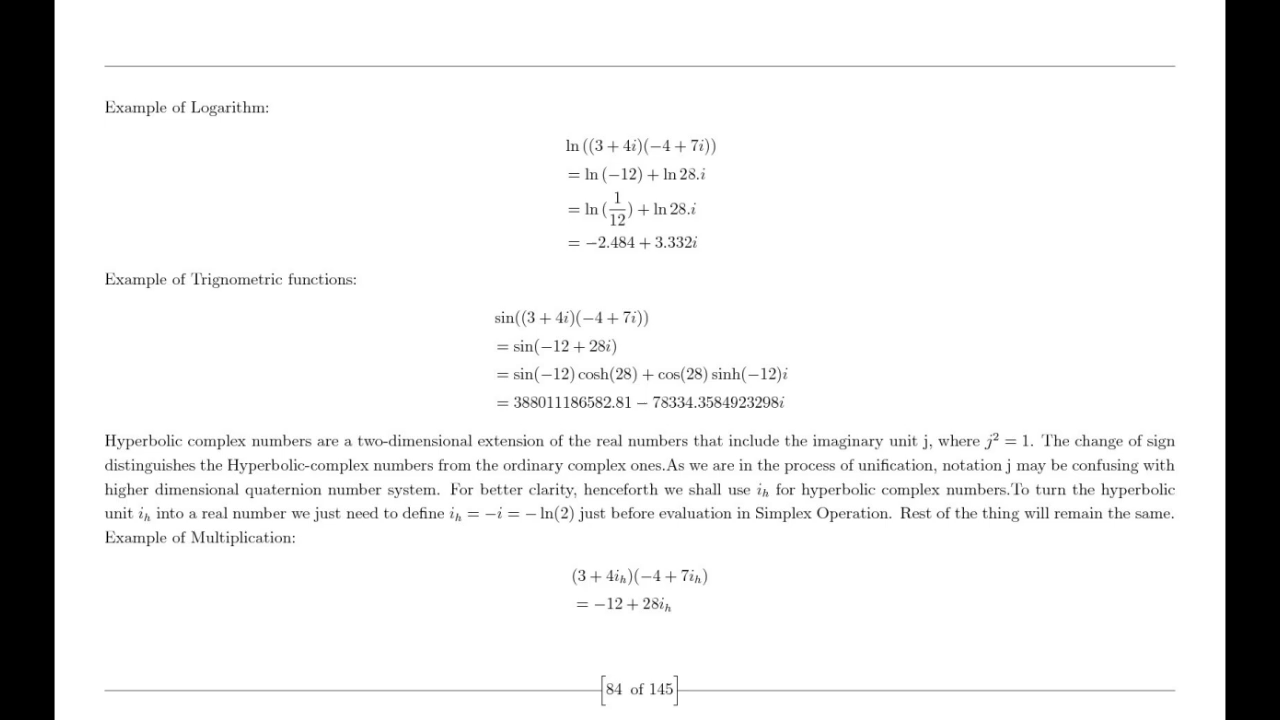 Example of Logarithm:
ln ((3 + 4i)(−4 + 7i))
= ln (−12) + ln 28.i
= ln (1/12) + ln 28.i
= −2.484 + 3.332i
Example of Trignometric functions:
sin((3 + 4i)(−4 + 7i))
= sin(−12 + 28i)
= sin(−12) cosh(28) + cos(28) sinh(−12)i
= 388011186582.81 − 78334.3584923298i
Hyperbolic complex numbers are a two-dimensional extension of the real numbers that include the imaginary unit j, where j² = 1. The change of sign
distinguishes the Hyperbolic-complex numbers from the ordinary complex ones.As we are in the process of unification, notation j may be confusing with
higher dimensional quaternion number system. For better clarity, henceforth we shall use iₕ for hyperbolic complex numbers.To turn the hyperbolic
unit iₕ into a real number we just need to define iₕ = −i = − ln(2) just before evaluation in Simplex Operation. Rest of the thing will remain the same.
Example of Multiplication:
(3 + 4iₕ)(−4 + 7iₕ)
= −12 + 28iₕ
[84 of 145]